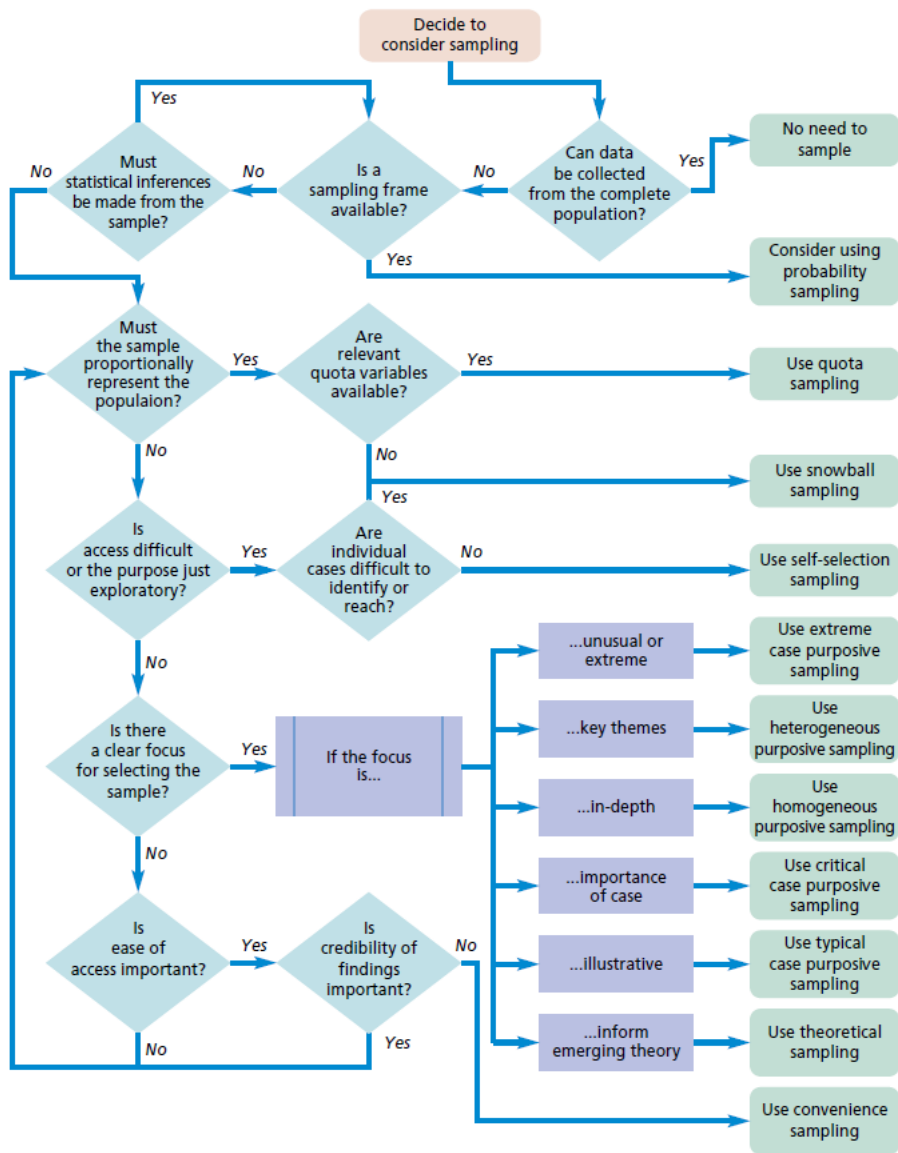 Decide to
consider sampling
Yes
No
Must
statistical inferences
be made from the
sample?
No
Is a
sampling frame
available?
No
Can data
be collected
from the complete
population?
Yes
No need to
sample
Yes
Consider using
probability
sampling
Must
the sample
proportionally
represent the
populaion?
Yes
Are
relevant
quota variables
available?
Yes
Use quota
sampling
No
No
Use snowball
sampling
Yes
Is
access difficult
or the purpose just
exploratory?
Yes
Are
individual
cases difficult to
identify or
reach?
No
Use self-selection
sampling
No
...unusual or
extreme
Use extreme
case purposive
sampling
Is there
a clear focus
for selecting the
sample?
Yes
If the focus
is...
...key themes
Use
heterogeneous
purposive sampling
...in-depth
Use
homogeneous
purposive sampling
No
...importance
of case
Use critical
case purposive
sampling
Is
ease of
access important?
Yes
Is
credibility of
findings
important?
No
...illustrative
Use typical
case purposive
sampling
No
Yes
...inform
emerging theory
Use theoretical
sampling
Use convenience
sampling